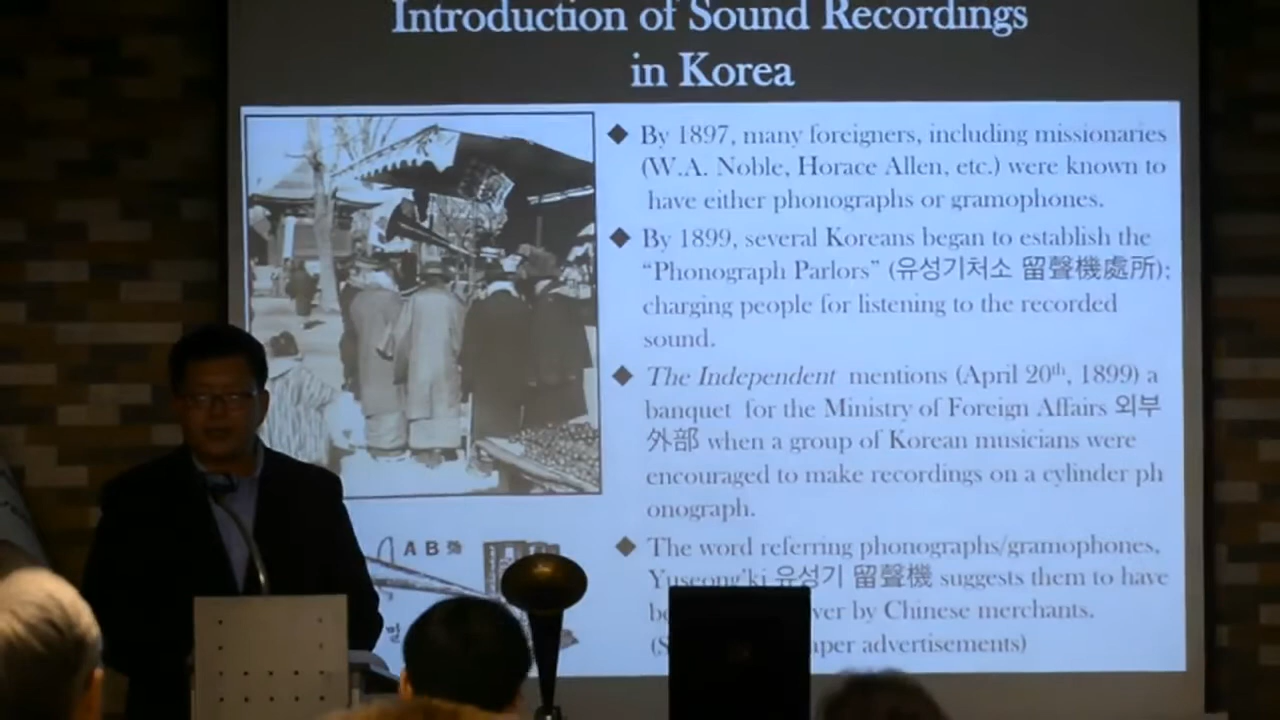 Introduction of Sound Recordings
in Korea
By 1897, many foreigners, including missionaries
(W.A. Noble, Horace Allen, etc.) were known to
have either phonographs or gramophones.
By 1899, several Koreans began to establish the
“Phonograph Parlors” (유성기처소 留聲機處所);
charging people for listening to the recorded
sound.
The Independent mentions (April 20th, 1899) a
banquet for the Ministry of Foreign Affairs 외부
外部 when a group of Korean musicians were
encouraged to make recordings on a cylinder ph
onograph.
The word referring phonographs/gramophones,
Yuseong’ki 유성기 留聲機 suggests them to have
by Chinese merchants.
advertisements)
A B